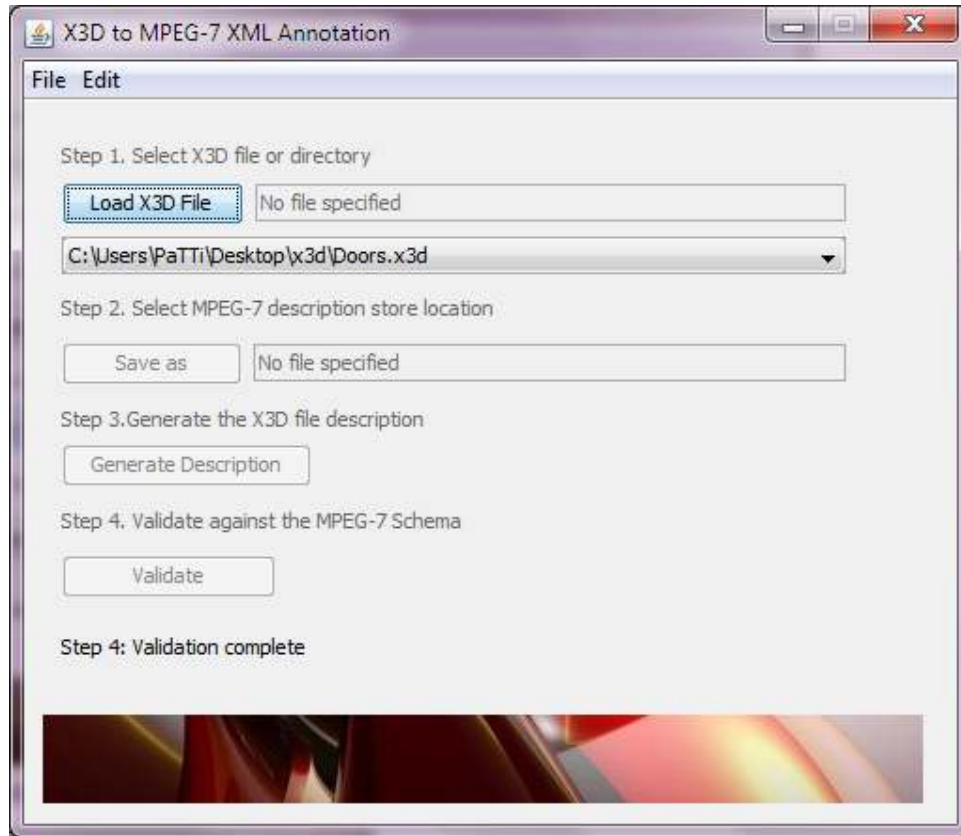 X3D to MPEG-7 XML Annotation
File Edit
Step 1. Select X3D file or directory
Load X3D File No file specified
C:\Users\PaTTi\Desktop\x3d\Doors.x3d
Step 2. Select MPEG-7 description store location
Save as No file specified
Step 3.Generate the X3D file description
Generate Description
Step 4. Validate against the MPEG-7 Schema
Validate
Step 4: Validation complete